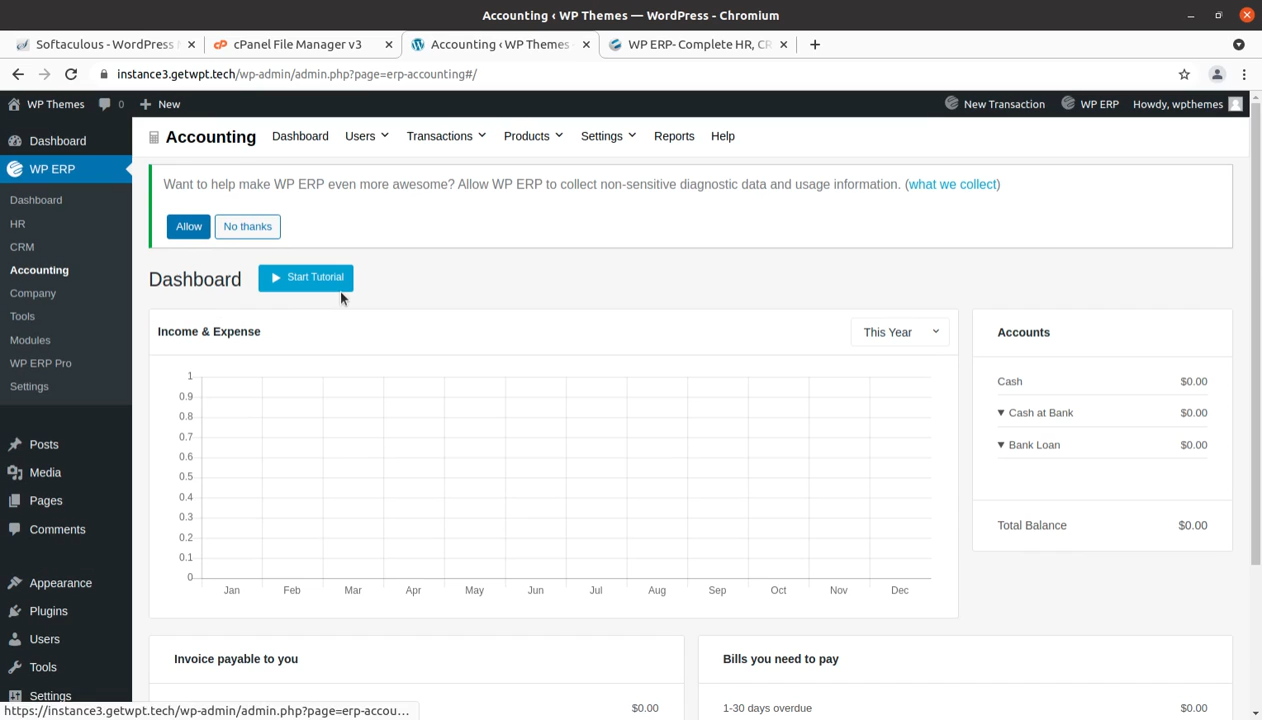 Accounting ‹ WP Themes — WordPress - Chromium
Softaculous - WordPress
cPanel File Manager v3
Accounting ‹ WP Themes
WP ERP- Complete HR, CR
instance3.getwpt.tech/wp-admin/admin.php?page=erp-accounting#/
WP Themes 0 New New Transaction WP ERP Howdy, wpthemes
Dashboard
WP ERP
Dashboard
HR
CRM
Accounting
Company
Tools
Modules
WP ERP Pro
Settings
Posts
Media
Pages
Comments
Appearance
Plugins
Users
Tools
Settings
Accounting Dashboard Users Transactions Products Settings Reports Help
Want to help make WP ERP even more awesome? Allow WP ERP to collect non-sensitive diagnostic data and usage information. (what we collect)
Allow No thanks
Dashboard Start Tutorial
Income & Expense This Year
1
0.9
0.8
0.7
0.6
0.5
0.4
0.3
0.2
0.1
0
Jan Feb Mar Apr May Jun Jul Aug Sep Oct Nov Dec
Accounts
Cash $0.00
Cash at Bank $0.00
Bank Loan $0.00
Total Balance $0.00
Invoice payable to you
$0.00
Bills you need to pay
1-30 days overdue $0.00
https://instance3.getwpt.tech/wp-admin/admin.php?page=erp-accou...